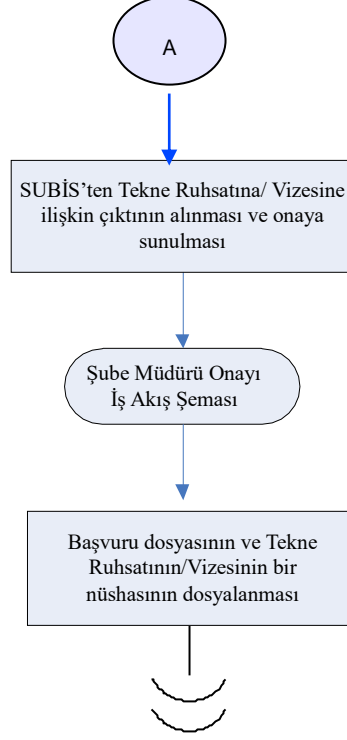 A
SUBİS’ten Tekne Ruhsatına/ Vizesine
ilişkin çıktının alınması ve onaya
sunulması
Şube Müdürü Onayı
İş Akış Şeması
Başvuru dosyasının ve Tekne
Ruhsatının/Vizesinin bir
nüshasının dosyalanması